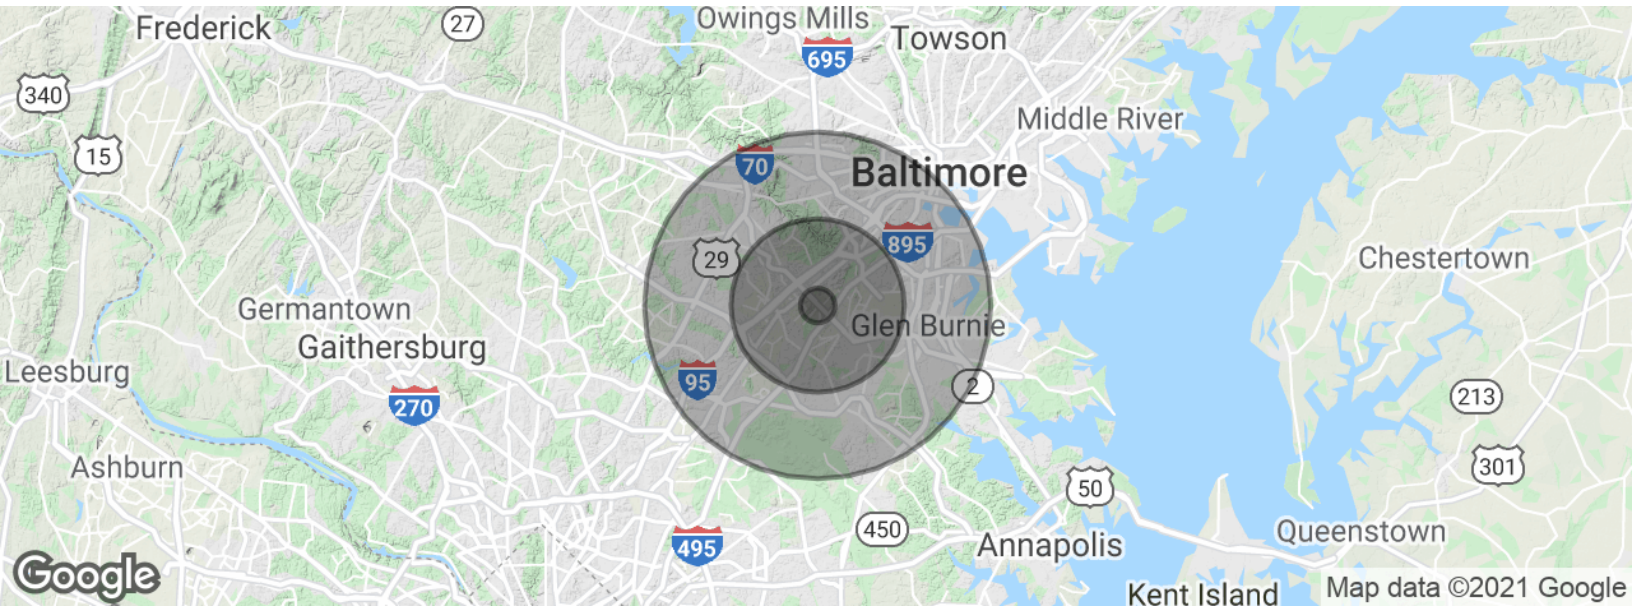 Owings Mills
Frederick
27
Towson
695
340
Middle River
15
70
Baltimore
895
29
Chestertown
Germantown
Glen Burnie
Gaithersburg
Leesburg
95
2
270
213
Ashburn
301
50
450
Queenstown
495
Annapolis
Google
Kent Island
Map data ©2021 Google